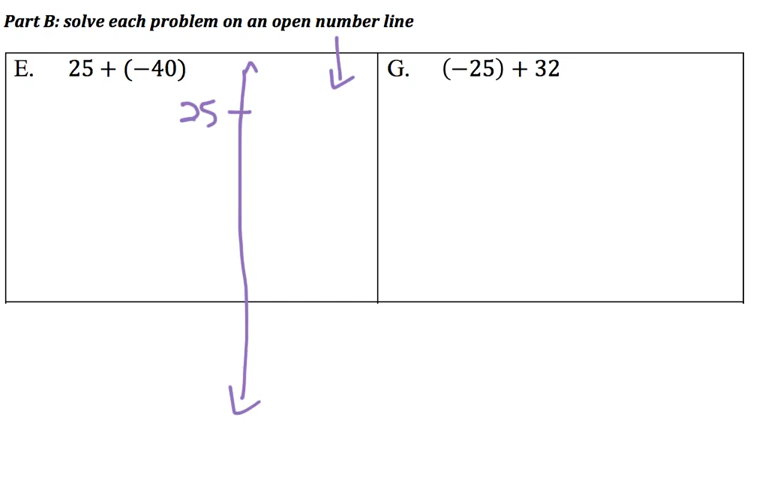 Part B: solve each problem on an open number line
E. 25 + (−40)
25
G. (−25) + 32